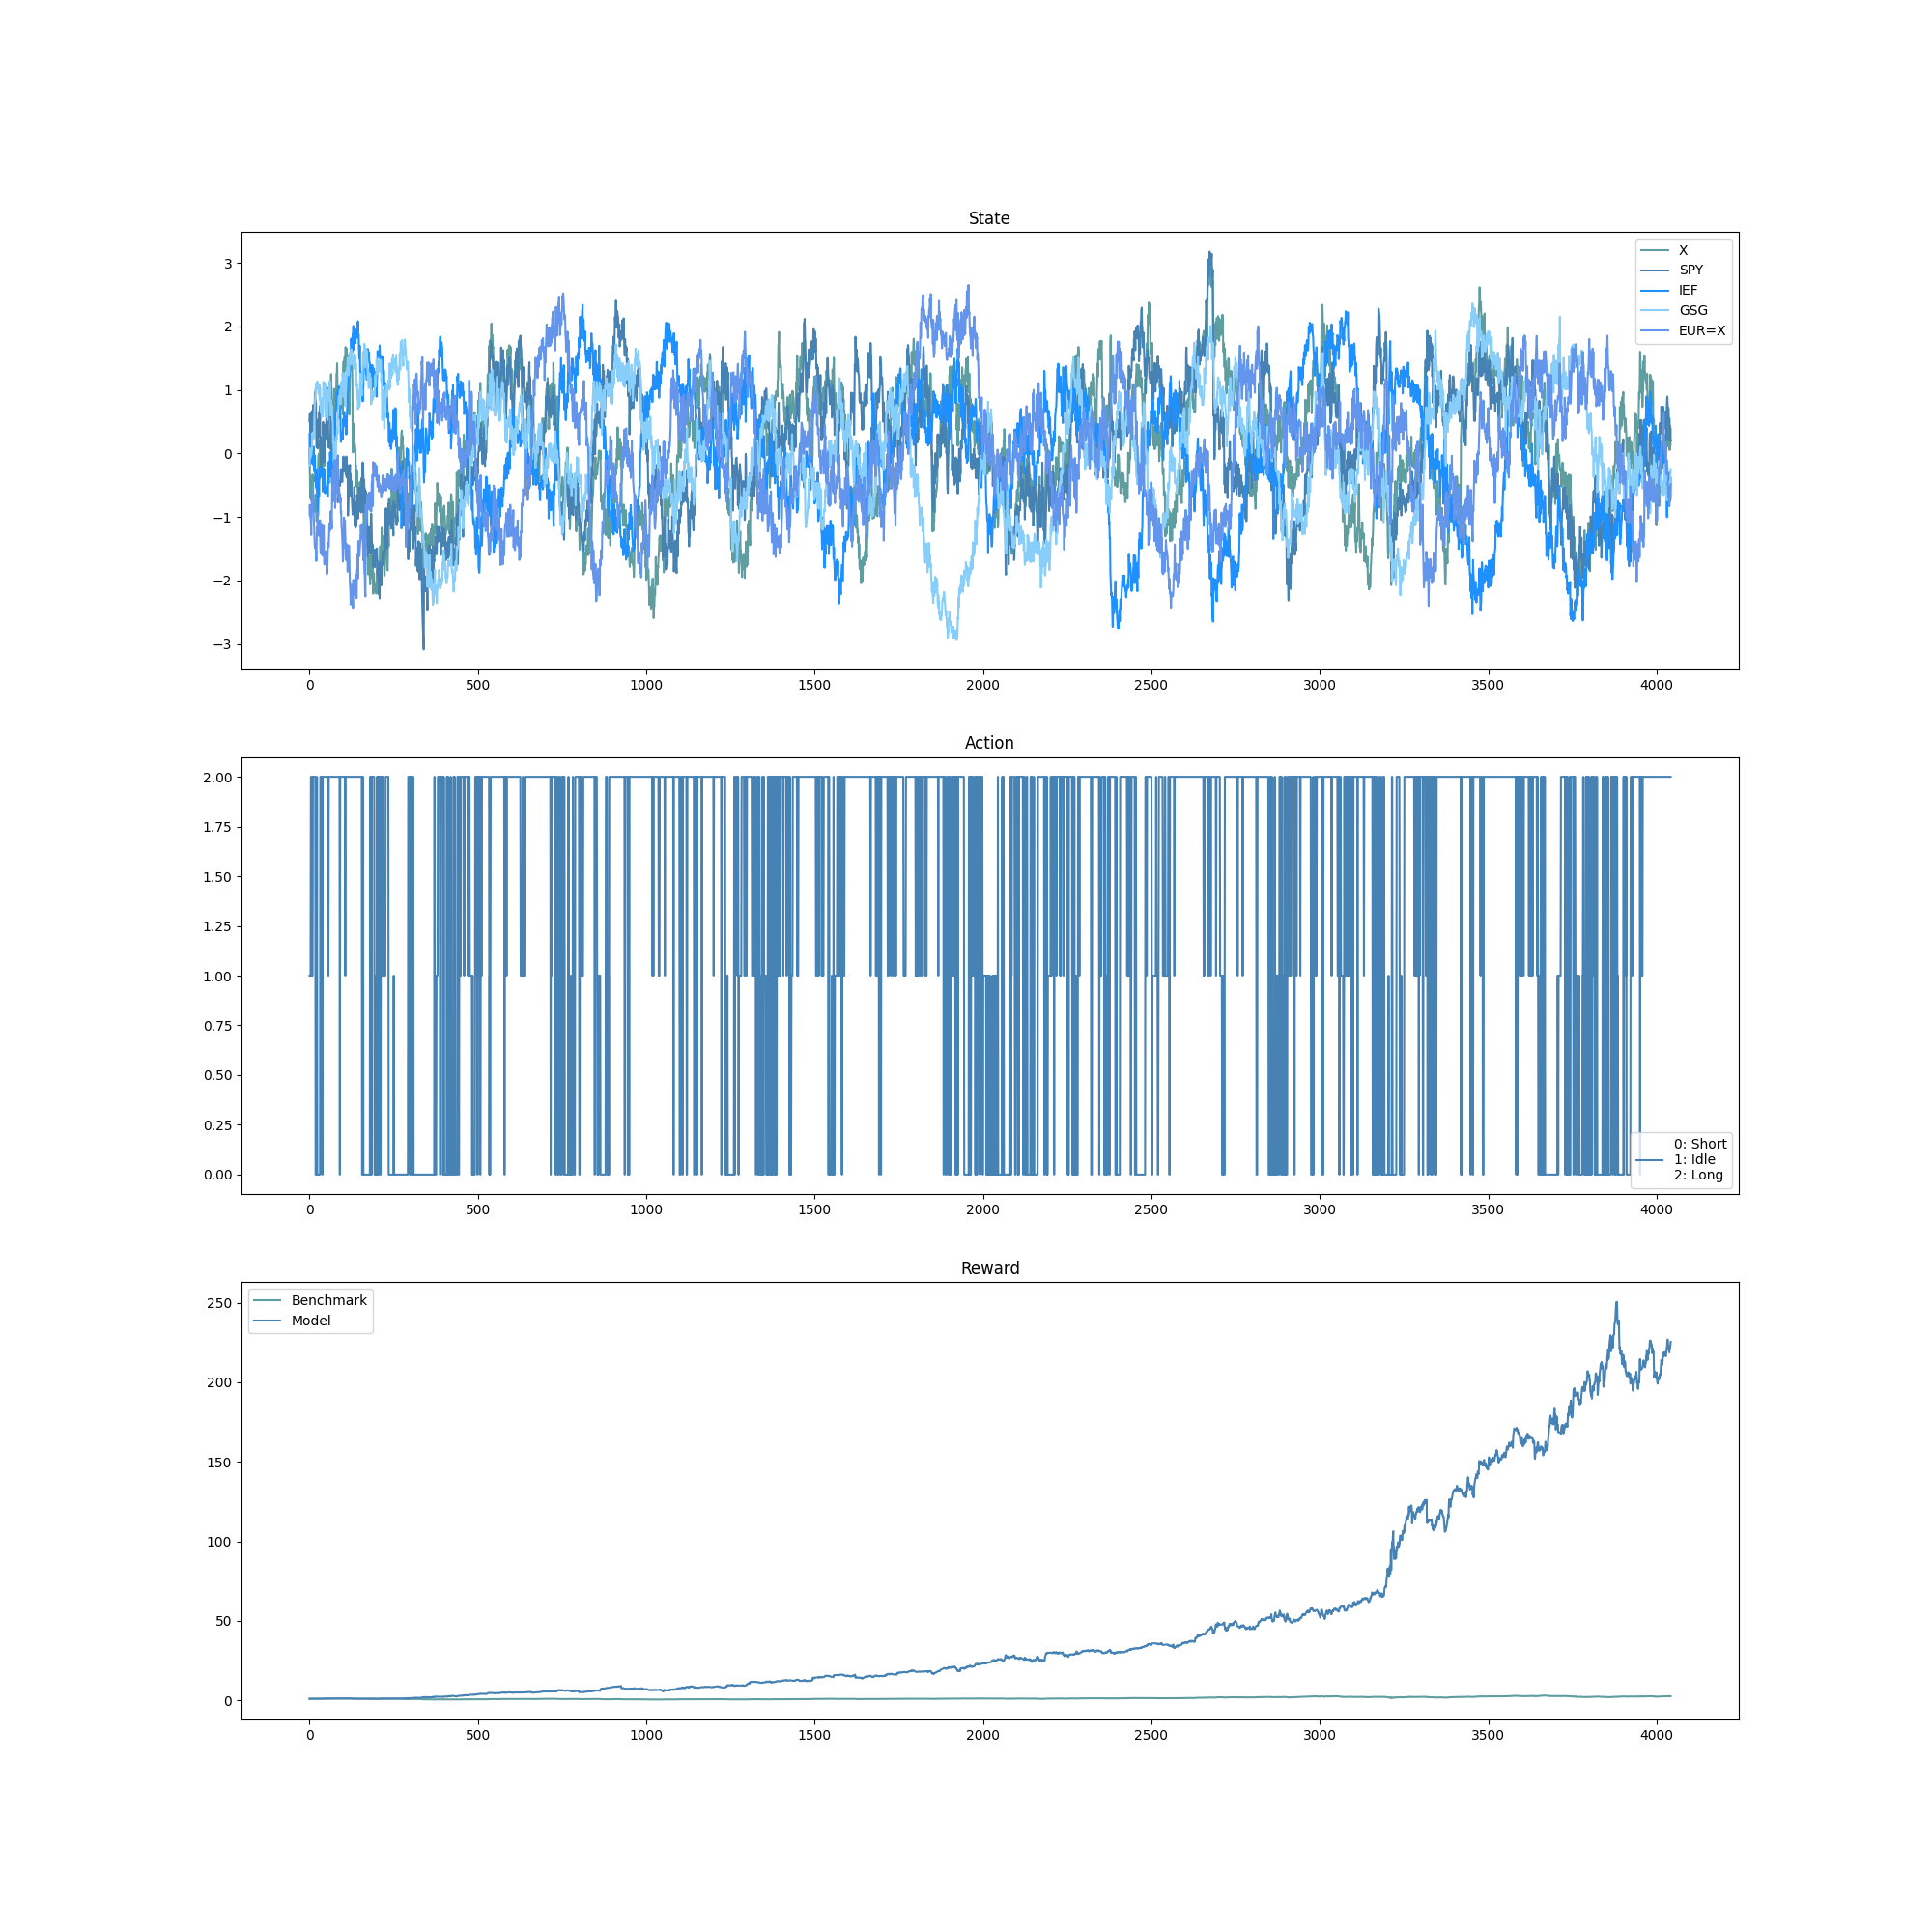 State
3
2
1
0
−1
−2
−3
X
SPY
IEF
GSG
EUR=X
0 500 1000 1500 2000 2500 3000 3500 4000
Action
2.00
1.75
1.50
1.25
1.00
0.75
0.50
0.25
0.00
0: Short
1: Idle
2: Long
0 500 1000 1500 2000 2500 3000 3500 4000
Reward
Benchmark
Model
250
200
150
100
50
0
0 500 1000 1500 2000 2500 3000 3500 4000